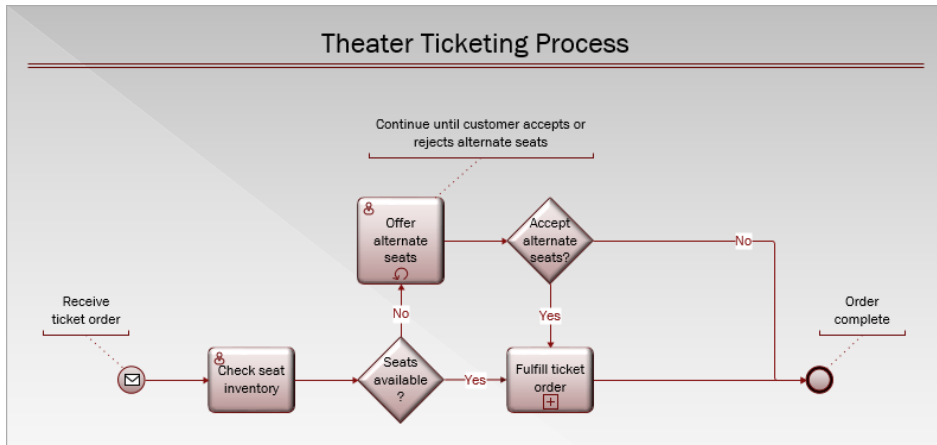 Theater Ticketing Process
Continue until customer accepts or
rejects alternate seats
Offer
alternate
seats
Accept
alternate
seats?
No
Receive
ticket order
No
Yes
Order
complete
Check seat
inventory
Seats
available
?
Yes
Fulfill ticket
order